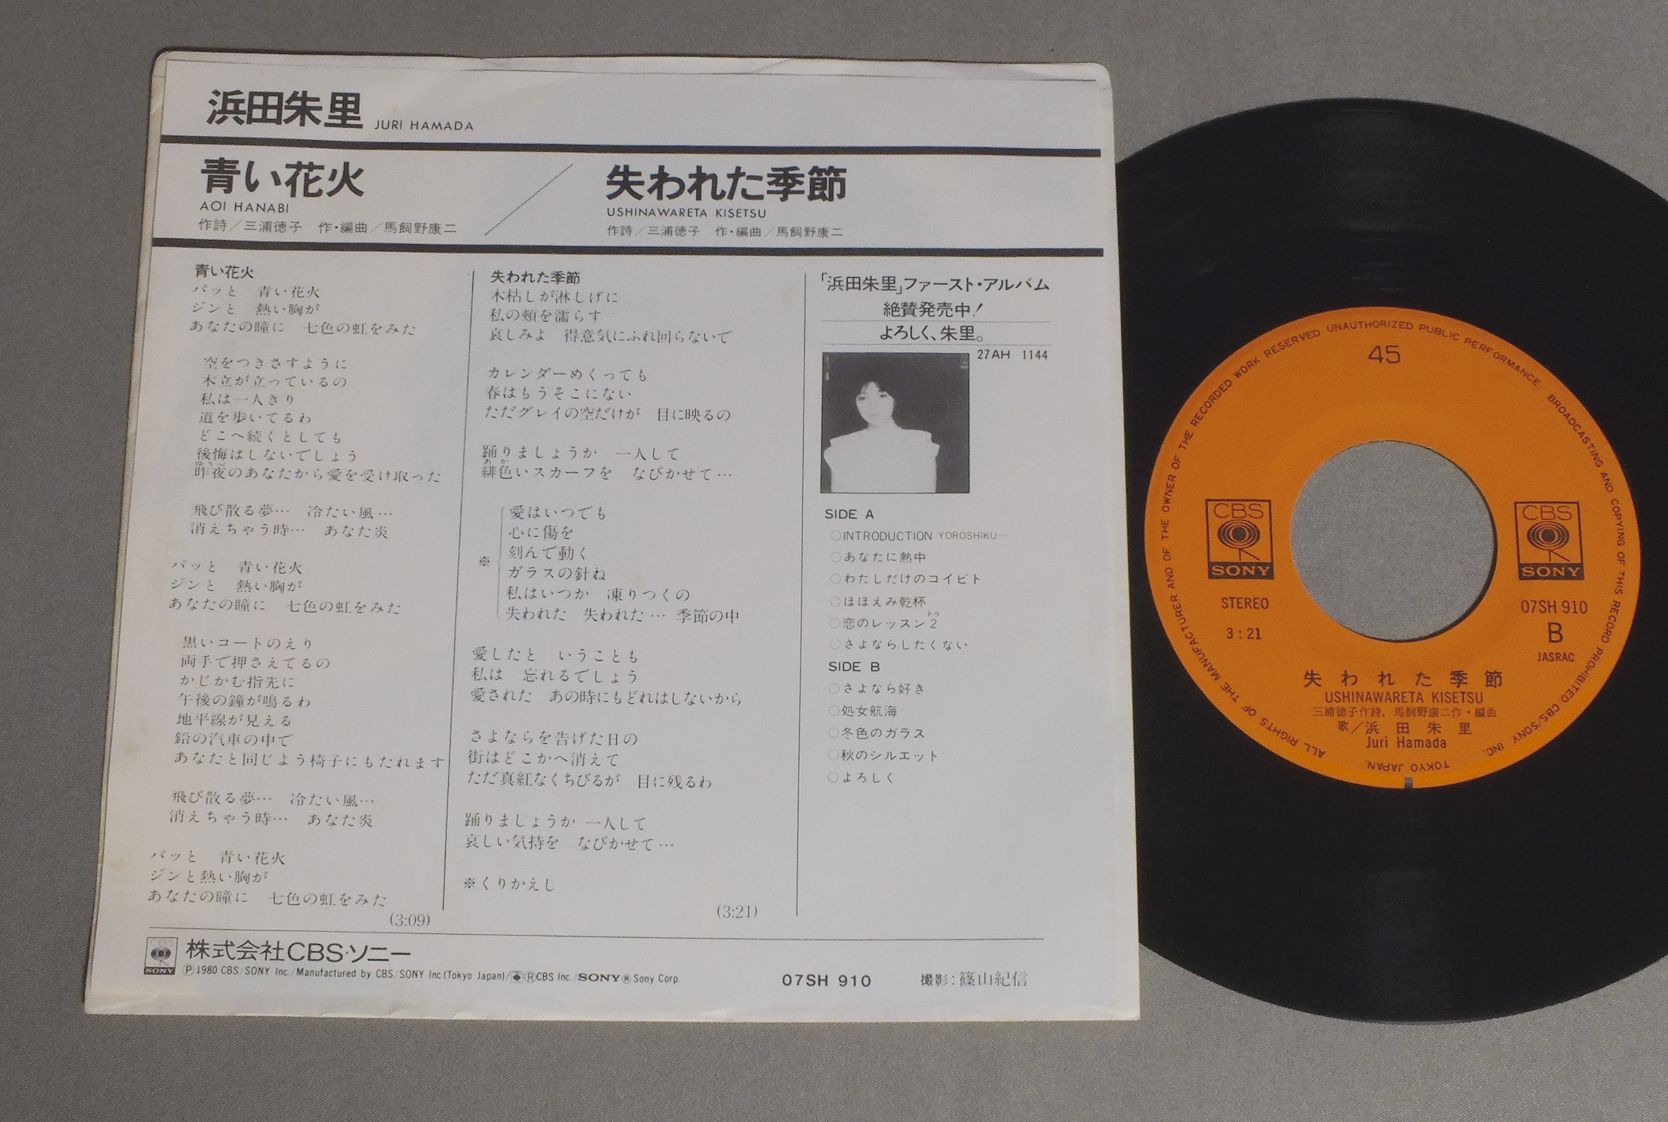 浜田朱里 JURI HAMADA
青い花火
AOI HANABI
作詩／三浦徳子 作・編曲／馬飼野康二
失われた季節
USHINAWARETA KISETSU
作詩／三浦徳子 作・編曲／馬飼野康二
青い花火
パッと 青い花火
ジンと 熱い胸が
あなたの瞳に 七色の虹をみた
空をつきさすように
木立が立っているの
私は一人きり
道を歩いてるわ
どこへ続くとしても
後悔はしないでしょう
昨夜のあなたから愛を受け取った
ゆうべ
飛び散る夢… 冷たい風…
消えちゃう時… あなた炎
パッと 青い花火
ジンと 熱い胸が
あなたの瞳に 七色の虹をみた
黒いコートのえり
両手で押さえてるの
かじかむ指先に
午後の鐘が鳴るわ
地平線が見える
鉛の汽車の中で
あなたと同じよう椅子にもたれます
飛び散る夢… 冷たい風…
消えちゃう時… あなた炎
パッと 青い花火
ジンと熱い胸が
あなたの瞳に 七色の虹をみた
(3:09)
失われた季節
木枯しが淋しげに
私の頬を濡らす
哀しみよ 得意気にふれ回らないで
カレンダーめくっても
春はもうそこにない
ただグレイの空だけが 目に映るの
踊りましょうか 一人して
あか
緋色いスカーフを なびかせて…
※
愛はいつでも
心に傷を
刻んで動く
ガラスの針ね
私はいつか 凍りつくの
失われた 失われた… 季節の中
愛したと いうことも
私は 忘れるでしょう
愛された あの時にもどれはしないから
さよならを告げた日の
街はどこかへ消えて
ただ真紅なくちびるが 目に残るわ
踊りましょうか 一人して
哀しい気持を なびかせて…
※くりかえし
(3:21)
「浜田朱里」ファースト・アルバム
絶賛発売中！
よろしく、朱里。
27AH 1144
SIDE A
○INTRODUCTION YOROSHIKU—
○あなたに熱中
○わたしだけのコイビト
○ほほえみ乾杯
○恋のレッスン2
トゥ
○さよならしたくない
SIDE B
○さよなら好き
○処女航海
○冬色のガラス
○秋のシルエット
○よろしく
CBS
SONY
株式会社CBS・ソニー
Ⓟ1980 CBS/SONY Inc./Manufactured by CBS/SONY Inc.(Tokyo Japan)/ⓇCBS Inc./SONY®Sony Corp.
07SH 910
撮影：篠山紀信
ALL RIGHTS OF THE MANUFACTURER AND OF THE OWNER OF THE RECORDED WORK RESERVED UNAUTHORIZED PUBLIC PERFORMANCE. BROADCASTING AND COPYING OF THIS RECORD PROHIBITED CBS/SONY INC. TOKYO JAPAN.
45
CBS
SONY
CBS
SONY
STEREO
3:21
07SH 910
B
JASRAC
失われた季節
USHINAWARETA KISETSU
三浦徳子作詩、馬飼野康二作・編曲
歌／浜田朱里
Juri Hamada